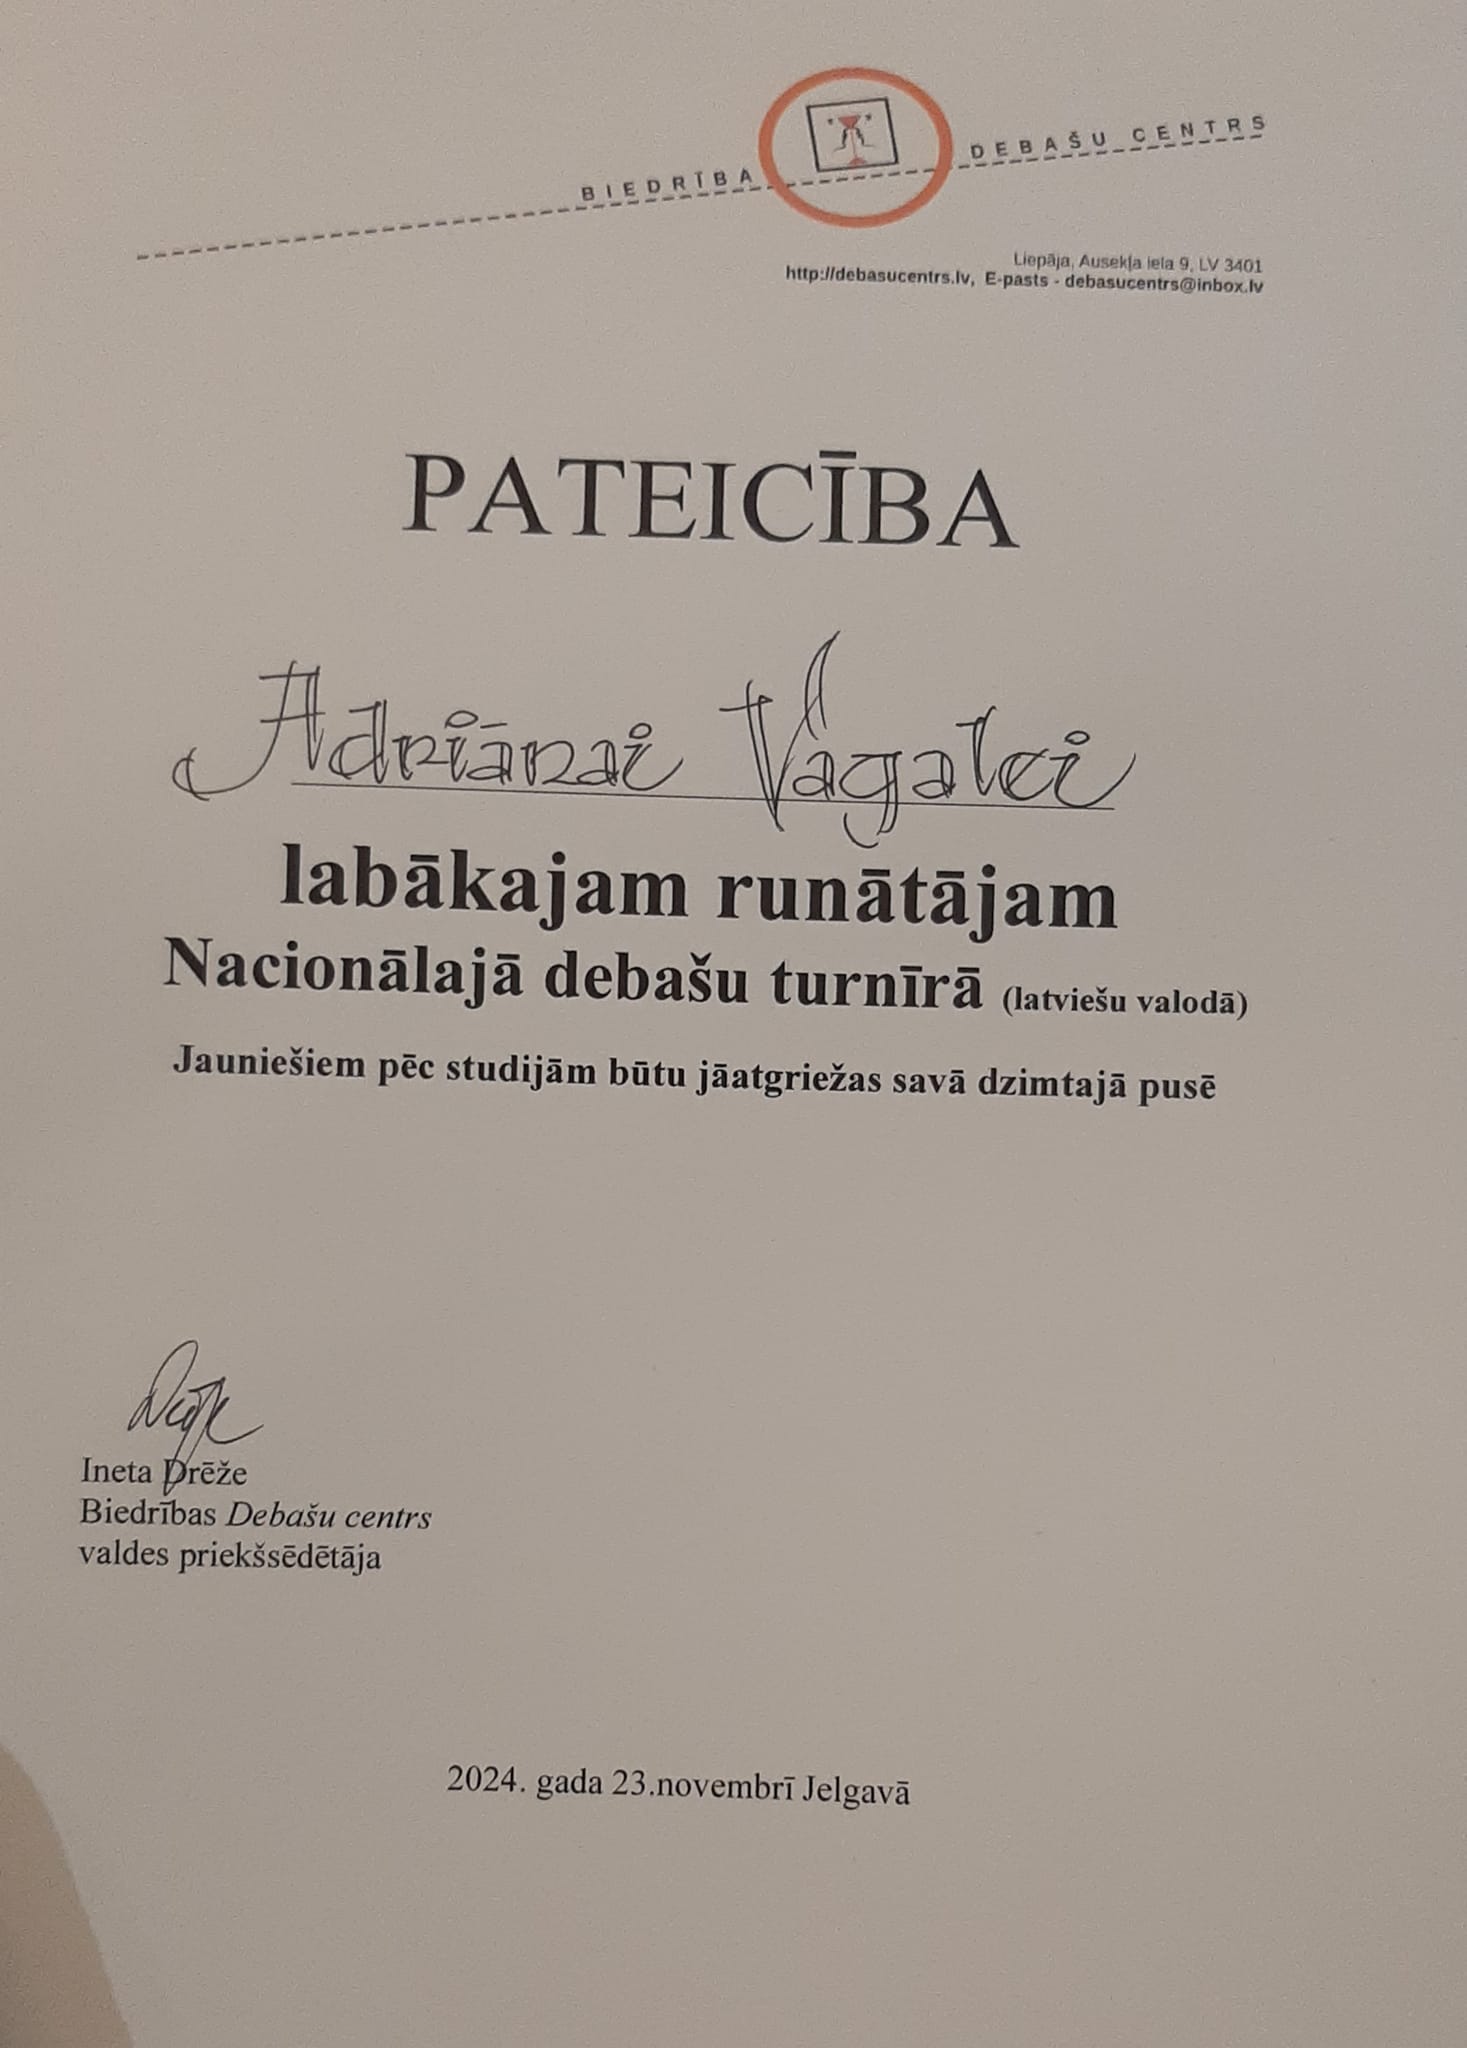 BIEDRĪBA DEBAŠU CENTRS
Liepāja, Ausekļa iela 9, LV 3401
http://debasucentrs.lv, E-pasts - debasucentrs@inbox.lv
PATEICĪBA
Adriānai Vagalei
labākajam runātājam
Nacionālajā debašu turnīrā (latviešu valodā)
Jauniešiem pēc studijām būtu jāatgriežas savā dzimtajā pusē
Ineta Drēže
Biedrības Debašu centrs
valdes priekšsēdētāja
2024. gada 23.novembrī Jelgavā